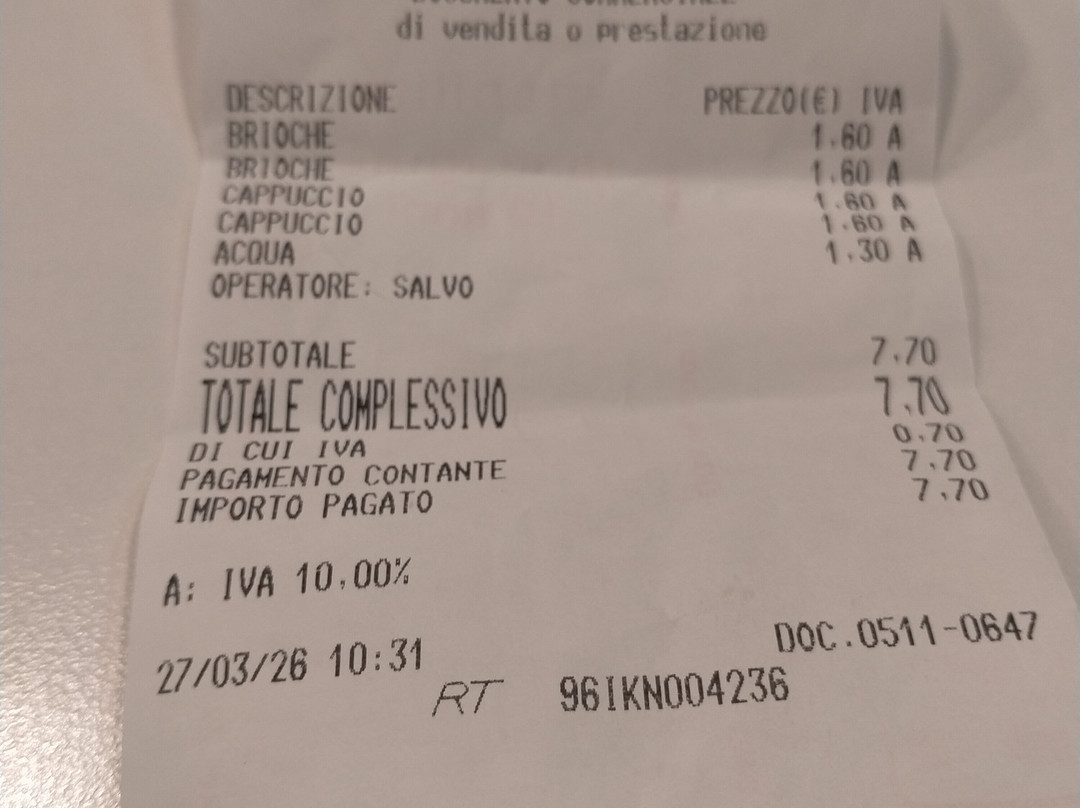 DOCUMENTO COMMERCIALE
di vendita o prestazione
DESCRIZIONE PREZZO(€) IVA
BRIOCHE 1.60 A
BRIOCHE 1.60 A
CAPPUCCIO 1.60 A
CAPPUCCIO 1.60 A
ACQUA 1.30 A
OPERATORE: SALVO
SUBTOTALE 7.70
TOTALE COMPLESSIVO 7.70
DI CUI IVA 0.70
PAGAMENTO CONTANTE 7.70
IMPORTO PAGATO 7.70
A: IVA 10.00%
27/03/26 10:31 DOC.0511-0647
RT 96IKN004236